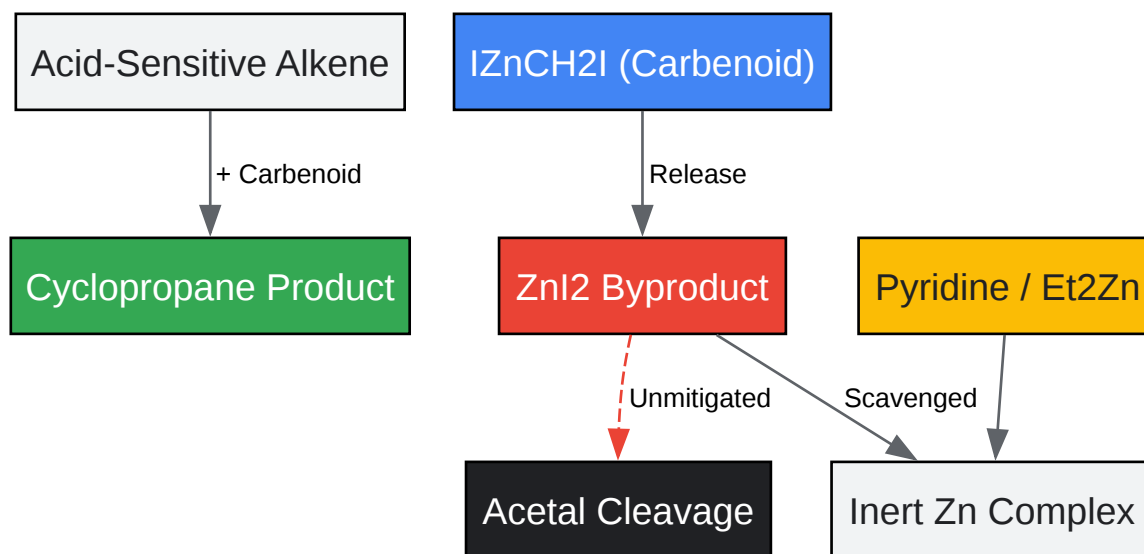 Acid-Sensitive Alkene
IZnCH2I (Carbenoid)
+ Carbenoid
Release
Cyclopropane Product
ZnI2 Byproduct
Pyridine / Et2Zn
Unmitigated
Scavenged
Acetal Cleavage
Inert Zn Complex